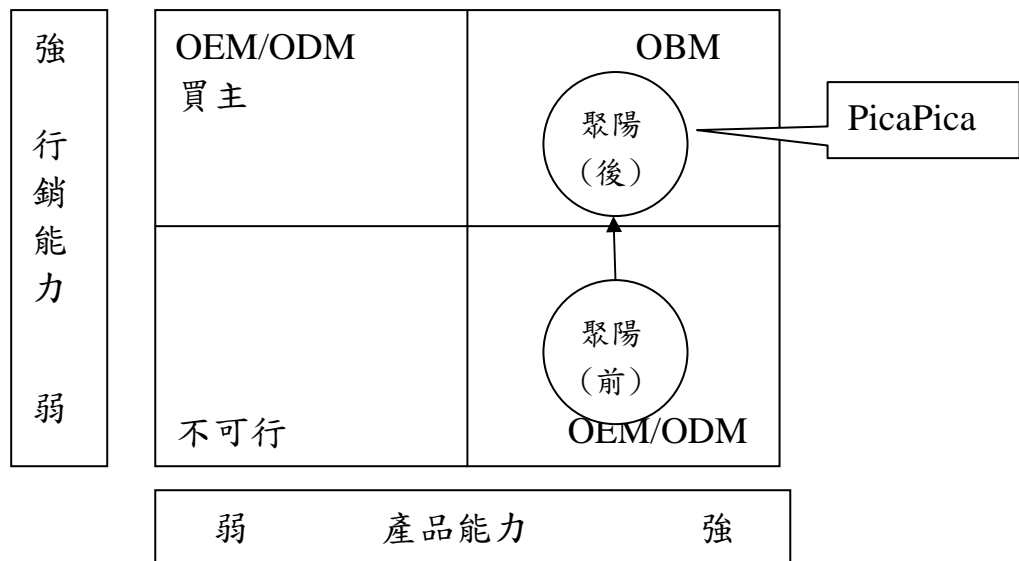 強
行
銷
能
力
弱
OEM/ODM
買主
OBM
聚陽
（後）
PicaPica
聚陽
（前）
不可行
OEM/ODM
弱 產品能力 強